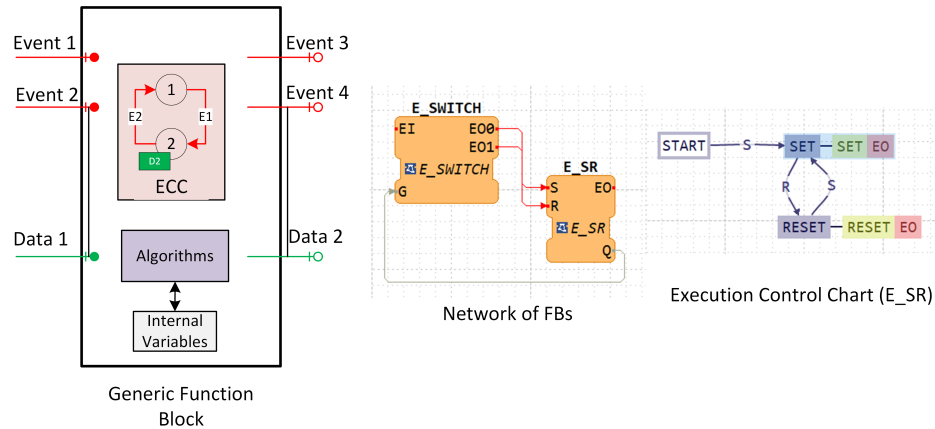 Event 1
Event 2
Data 1
1
E2
E1
2
D2
ECC
Algorithms
Internal
Variables
Event 3
Event 4
Data 2
Generic Function
Block
E_SWITCH
EI
EO0
EO1
E_SWITCH
G
E_SR
S
EO
R
E_SR
Q
Network of FBs
START
S
SET
SET
EO
R
S
RESET
RESET
EO
Execution Control Chart (E_SR)